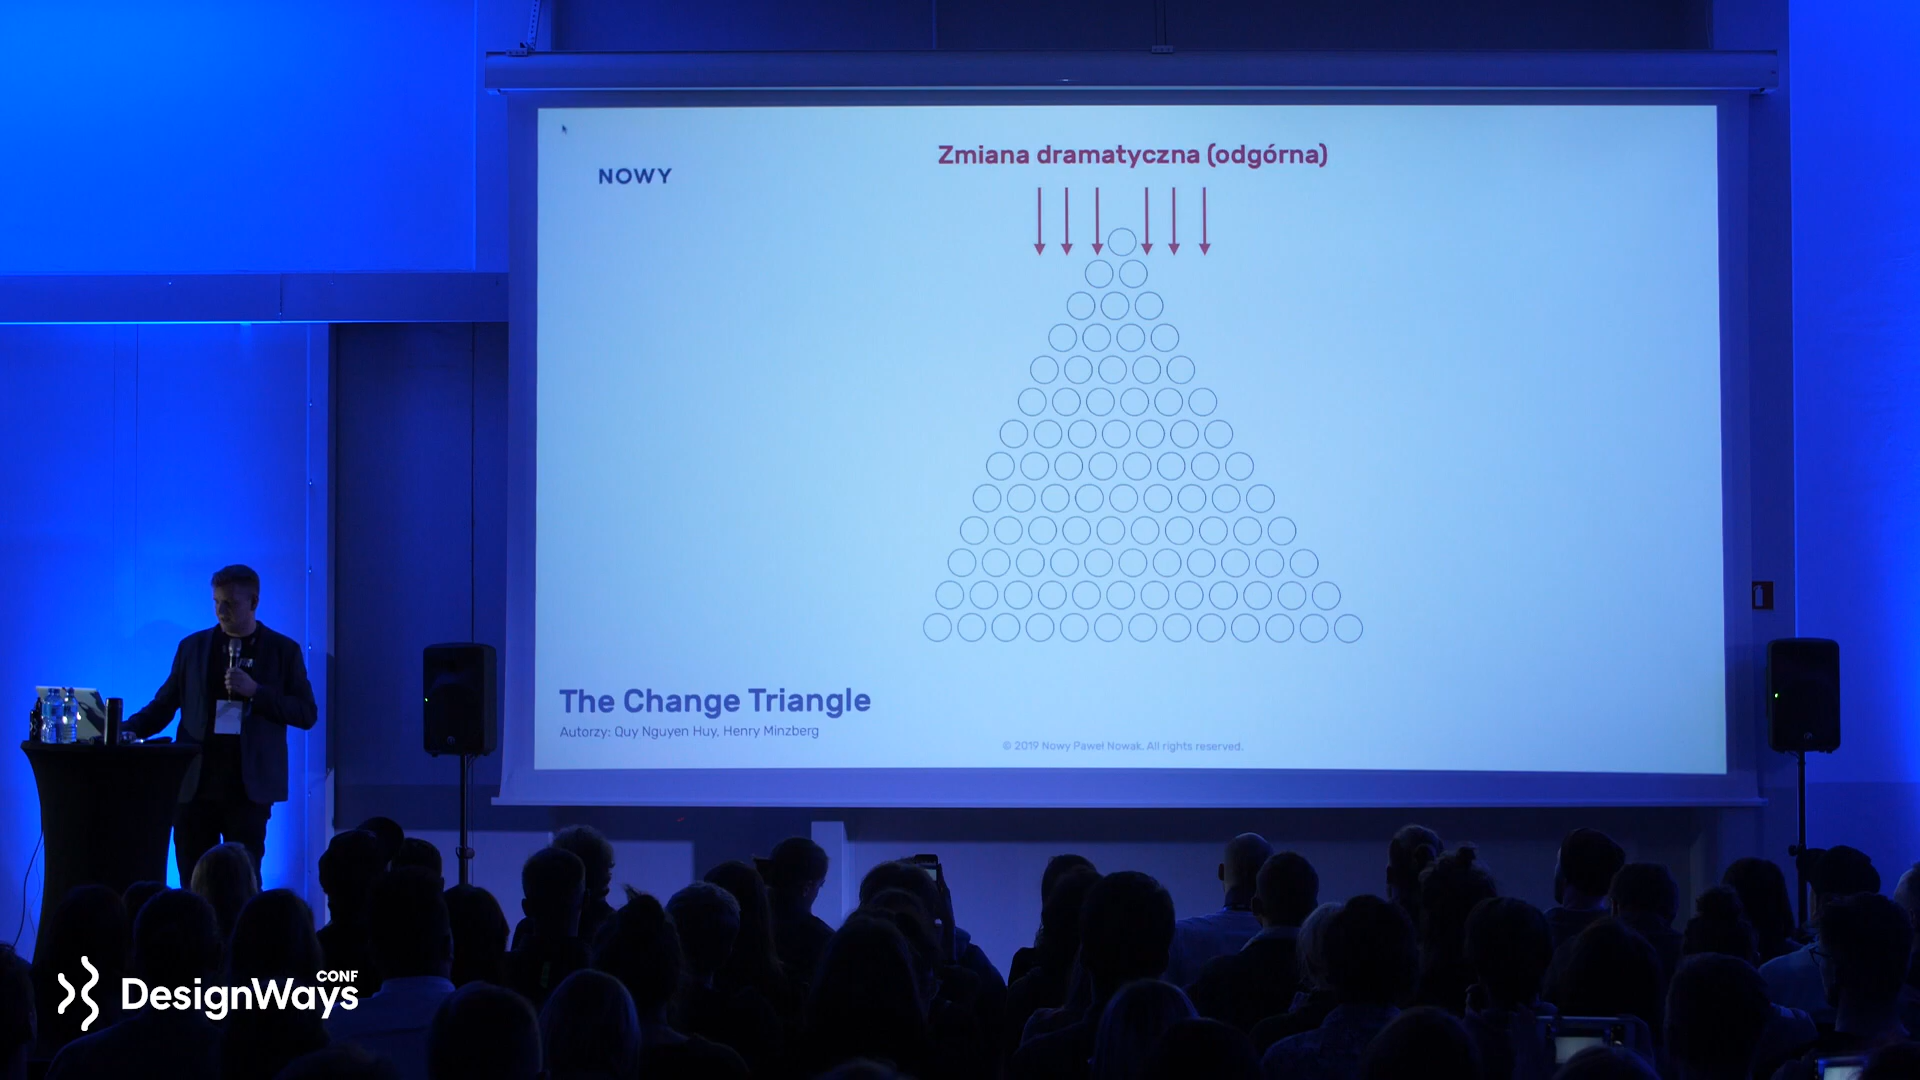 Zmiana dramatyczna (odgórna)
NOWY
The Change Triangle
Autorzy: Quy Nguyen Huy, Henry Minzberg
© 2019 Nowy Paweł Nowak. All rights reserved.
DesignWays CONF